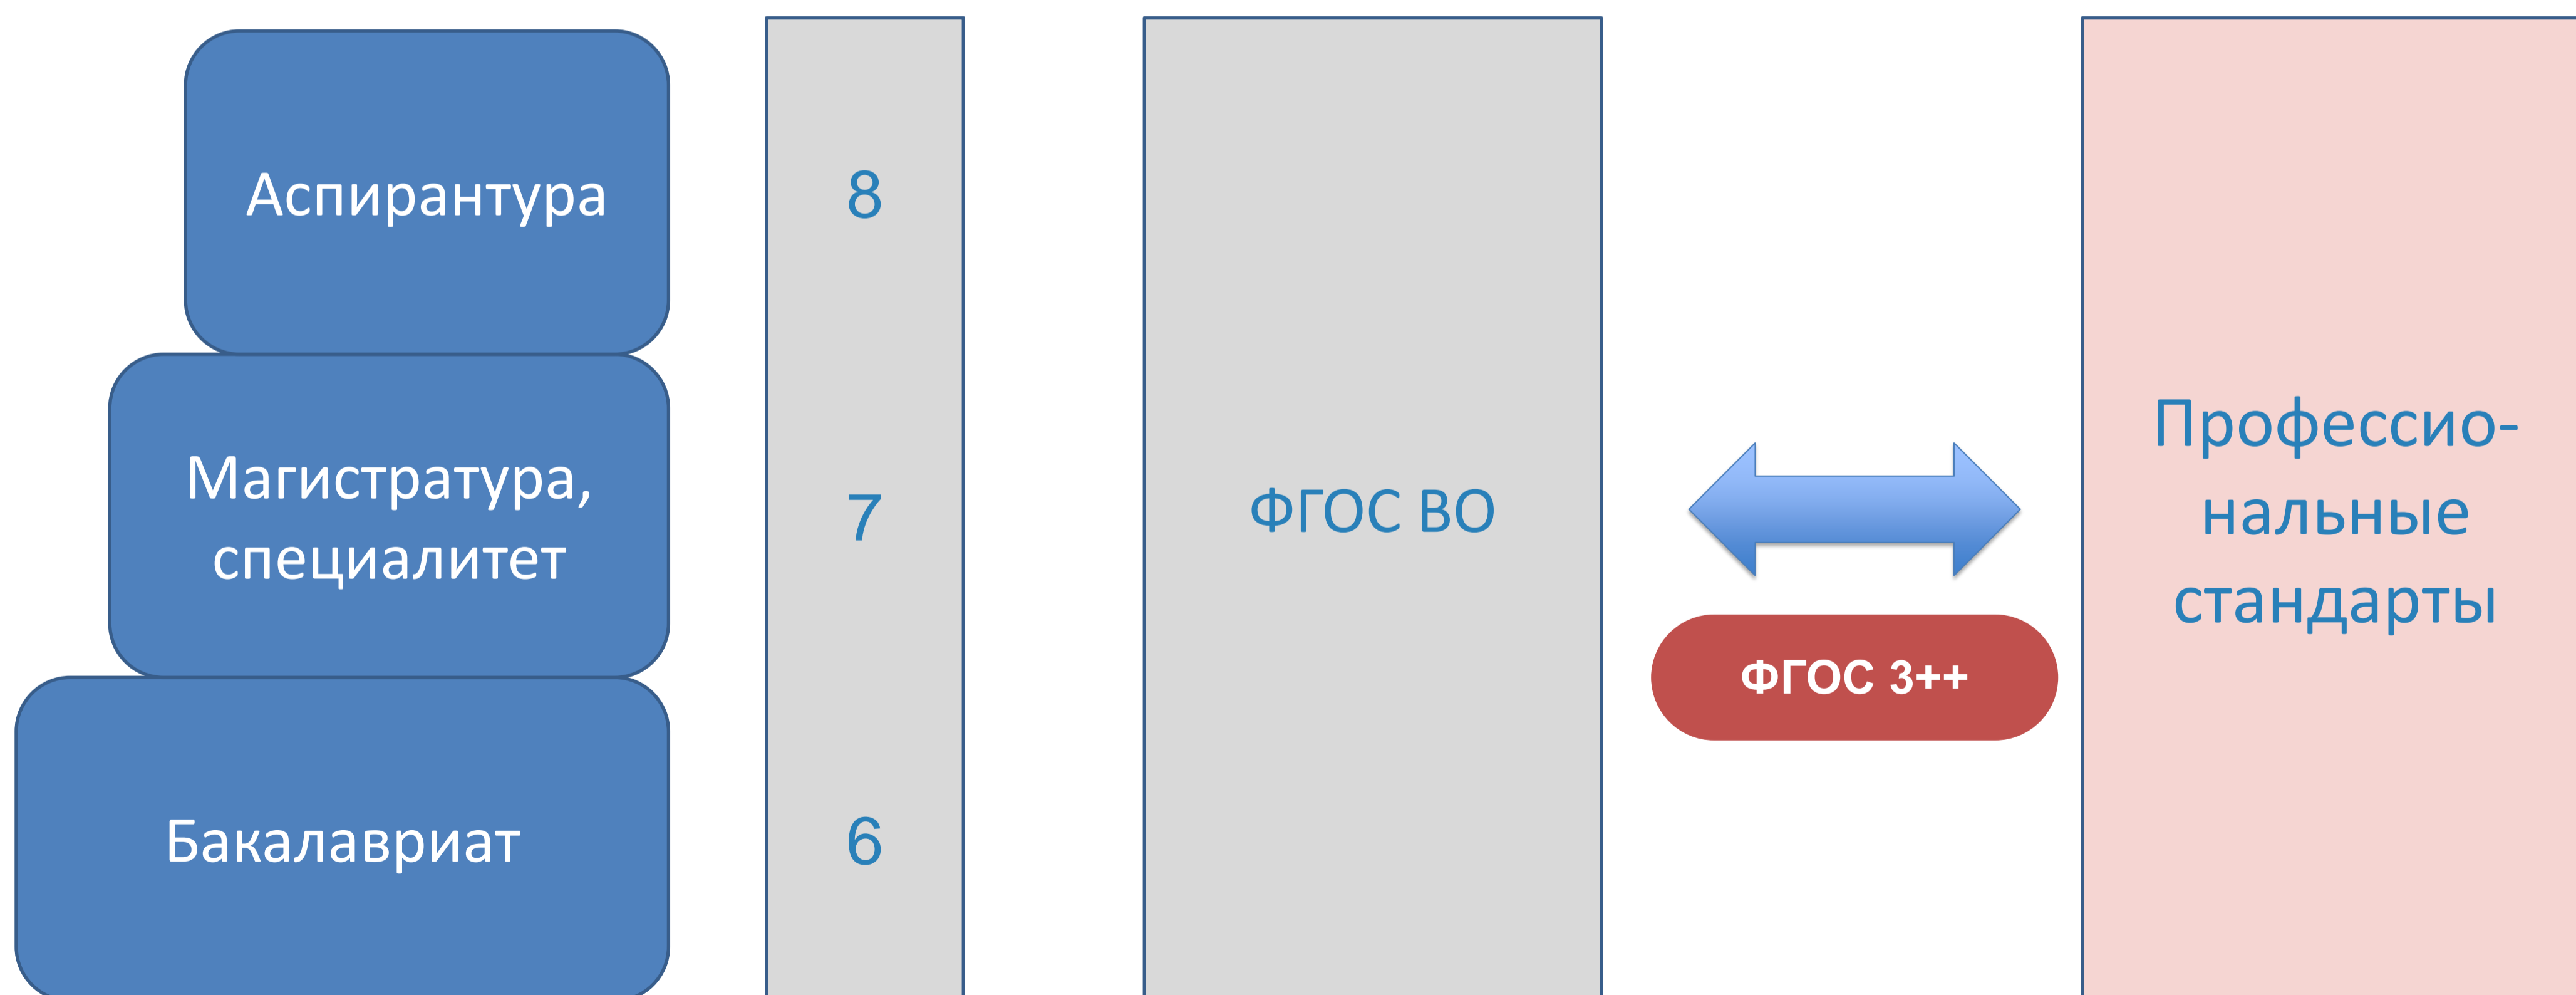 Аспирантура
8
Магистратура,
специалитет
7
Бакалавриат
6
ФГОС ВО
ФГОС 3++
Профессио-
нальные
стандарты